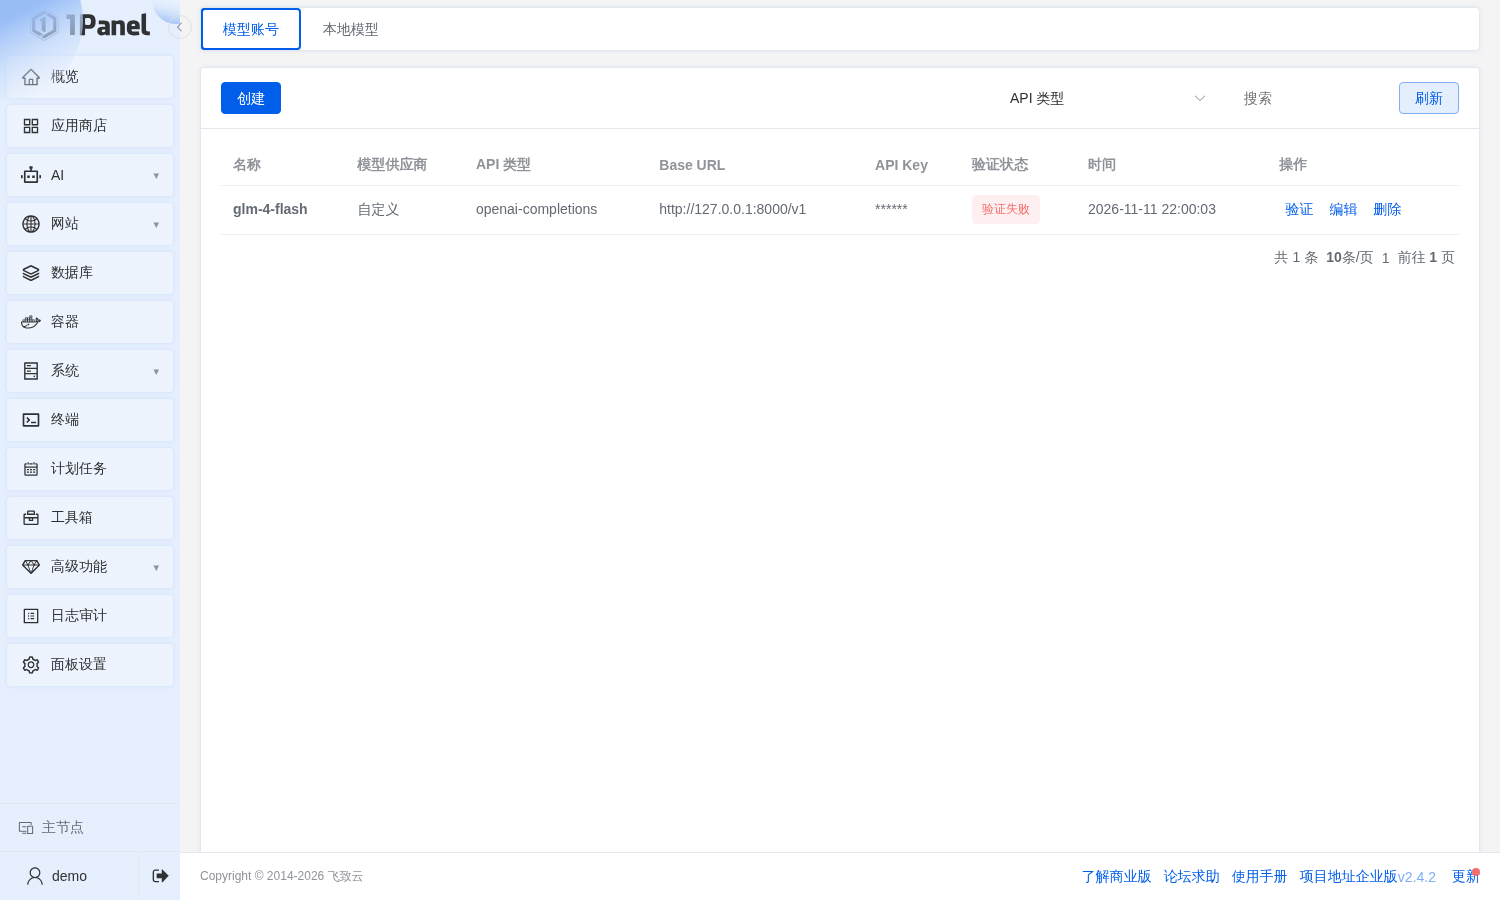 1Panel
概览
应用商店
AI
网站
数据库
容器
系统
终端
计划任务
工具箱
高级功能
日志审计
面板设置
主节点
demo
模型账号 本地模型
创建 API 类型 搜索 刷新
名称 模型供应商 API 类型 Base URL API Key 验证状态 时间 操作
glm-4-flash 自定义 openai-completions http://127.0.0.1:8000/v1 ****** 验证失败 2026-11-11 22:00:03 验证 编辑 删除
共 1 条 10条/页 1 前往 1 页
Copyright © 2014-2026 飞致云 了解商业版 论坛求助 使用手册 项目地址企业版v2.4.2 更新